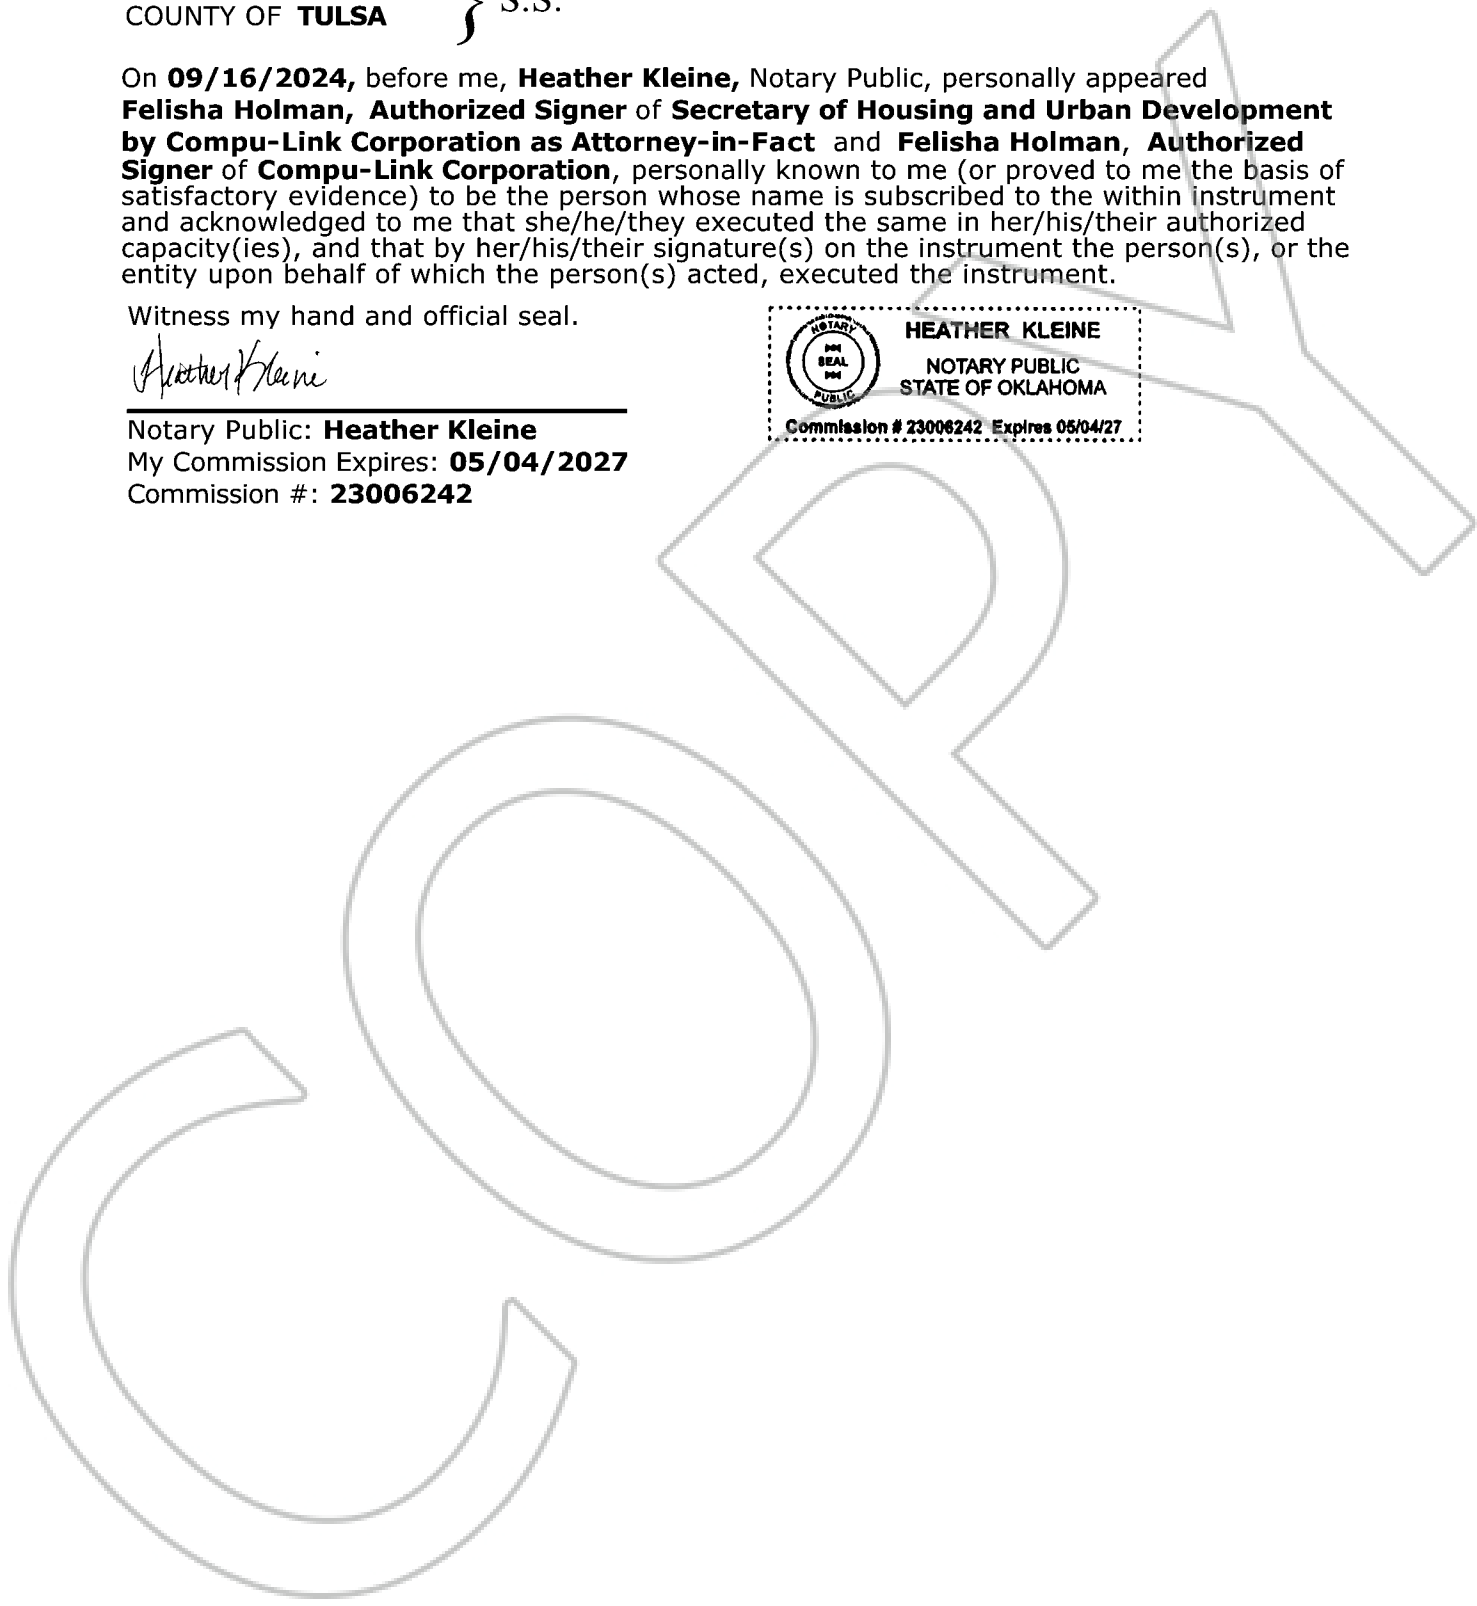 COUNTY OF TULSA } S.S.
On 09/16/2024, before me, Heather Kleine, Notary Public, personally appeared
Felisha Holman, Authorized Signer of Secretary of Housing and Urban Development
by Compu-Link Corporation as Attorney-in-Fact and Felisha Holman, Authorized
Signer of Compu-Link Corporation, personally known to me (or proved to me the basis of
satisfactory evidence) to be the person whose name is subscribed to the within instrument
and acknowledged to me that she/he/they executed the same in her/his/their authorized
capacity(ies), and that by her/his/their signature(s) on the instrument the person(s), or the
entity upon behalf of which the person(s) acted, executed the instrument.
Witness my hand and official seal.
Heather Kleine
Notary Public: Heather Kleine
My Commission Expires: 05/04/2027
Commission #: 23006242
NOTARY
SEAL
PUBLIC
HEATHER KLEINE
NOTARY PUBLIC
STATE OF OKLAHOMA
Commission # 23006242 Expires 05/04/27
COPY